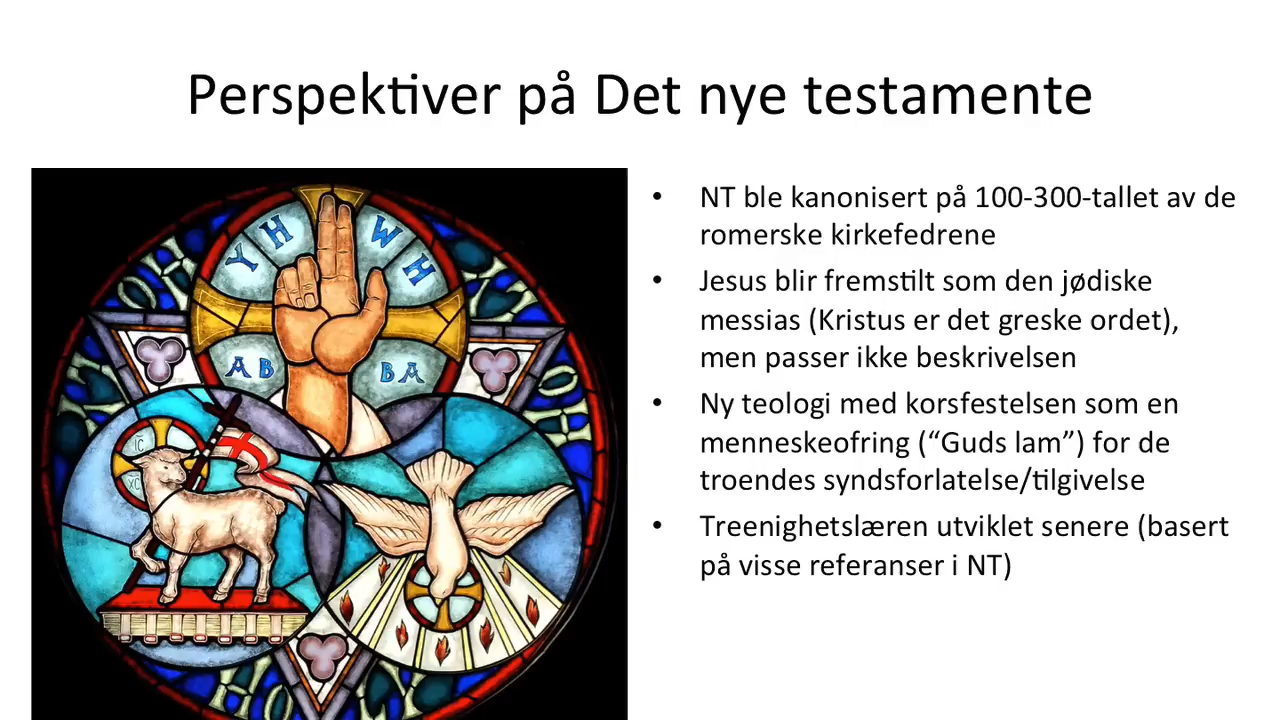 Perspektiver på Det nye testamente
YH WH
AB BA
IC
XC
HO
• NT ble kanonisert på 100-300-tallet av de
romerske kirkefedrene
• Jesus blir fremstilt som den jødiske
messias (Kristus er det greske ordet),
men passer ikke beskrivelsen
• Ny teologi med korsfestelsen som en
menneskeofring (“Guds lam”) for de
troendes syndsforlatelse/tilgivelse
• Treenighetslæren utviklet senere (basert
på visse referanser i NT)